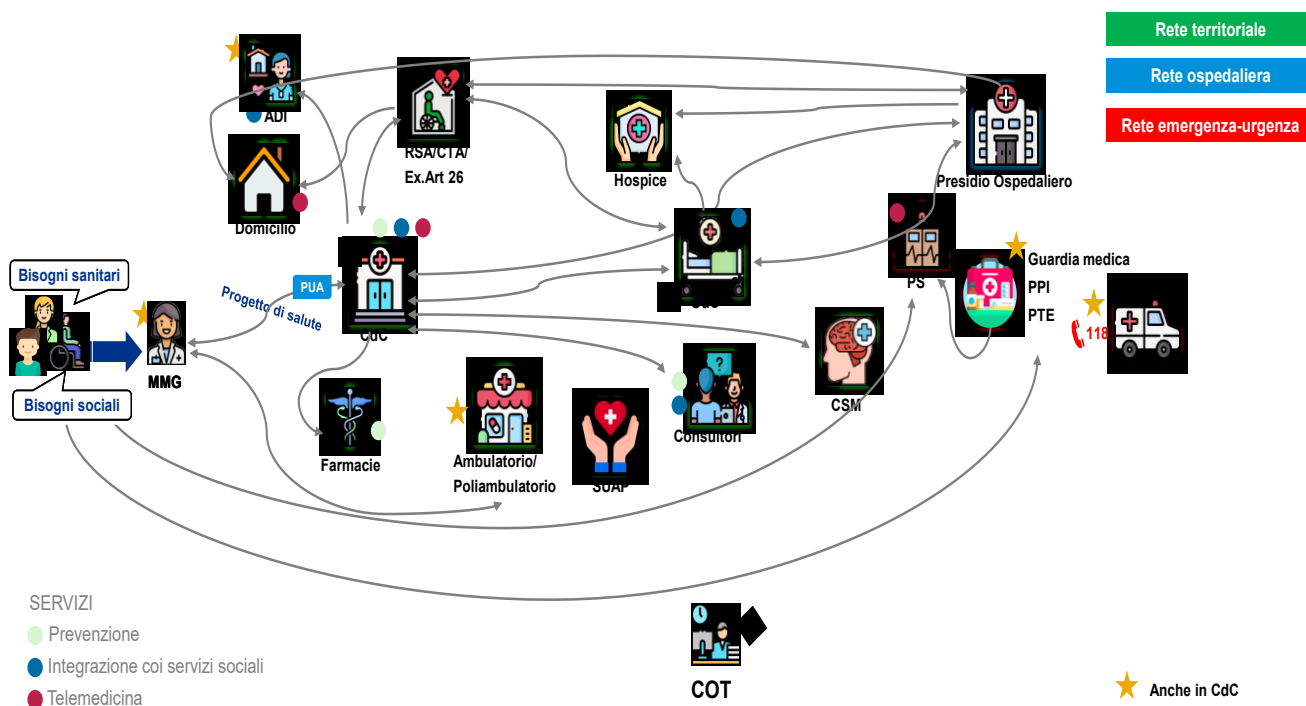 Rete territoriale
Rete ospedaliera
Rete emergenza-urgenza
ADI
RSA/CTA/
Ex.Art 26
Hospice
Presidio Ospedaliero
Domicilio
Bisogni sanitari
PUA
Progetto di salute
PS
Guardia medica
PPI
PTE
118
CdC
MMG
Bisogni sociali
CSM
Consultori
Farmacie
Ambulatorio/
Poliambulatorio
SUAP
SERVIZI
Prevenzione
Integrazione coi servizi sociali
Telemedicina
COT
Anche in CdC